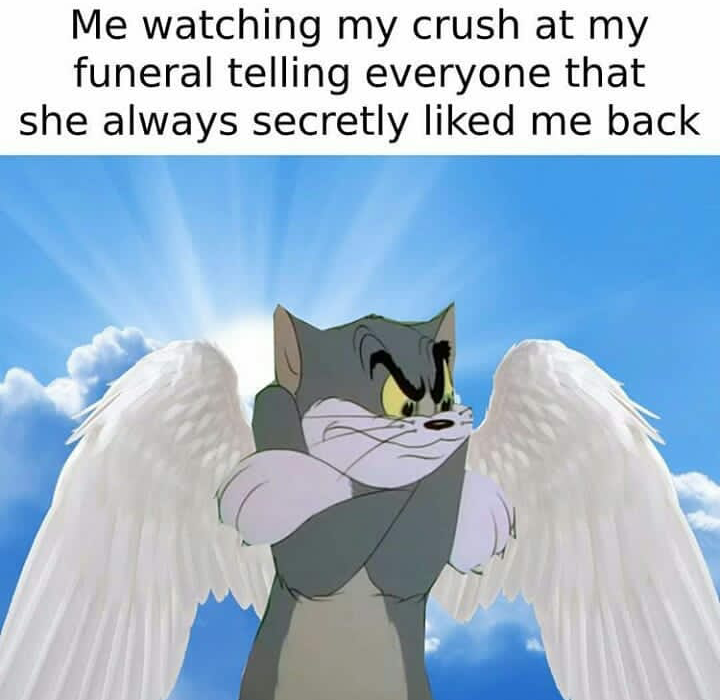 Me watching my crush at my
funeral telling everyone that
she always secretly liked me back